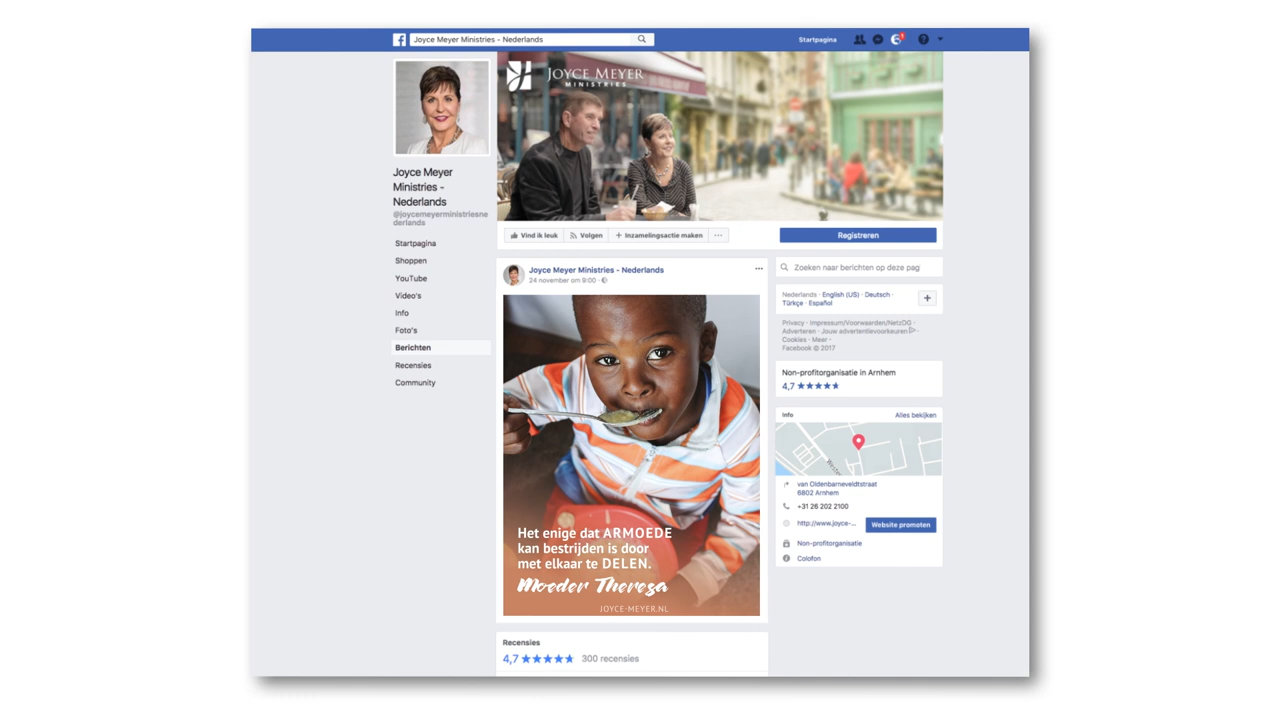 Joyce Meyer Ministries - Nederlands
Startpagina
1
JOYCE MEYER
MINISTRIES
Joyce Meyer
Ministries -
Nederlands
@joycemeyerministriesne
derlands
Startpagina
Shoppen
YouTube
Video's
Info
Foto's
Berichten
Recensies
Community
Vind ik leuk
Volgen
+ Inzamelingsactie maken
...
Registreren
Joyce Meyer Ministries - Nederlands
24 november om 9:00 ·
...
Het enige dat ARMOEDE
kan bestrijden is door
met elkaar te DELEN.
Moeder Theresa
JOYCE-MEYER.NL
Recensies
4,7
300 recensies
Zoeken naar berichten op deze pag
Nederlands · English (US) · Deutsch ·
Türkçe · Español
+
Privacy · Impressum/Voorwaarden/NetzDG ·
Adverteren · Jouw advertentievoorkeuren ·
Cookies · Meer ·
Facebook © 2017
Non-profitorganisatie in Arnhem
4,7
Info
Alles bekijken
van Oldenbarneveldtstraat
6802 Arnhem
+31 26 202 2100
http://www.joyce-...
Website promoten
Non-profitorganisatie
Colofon